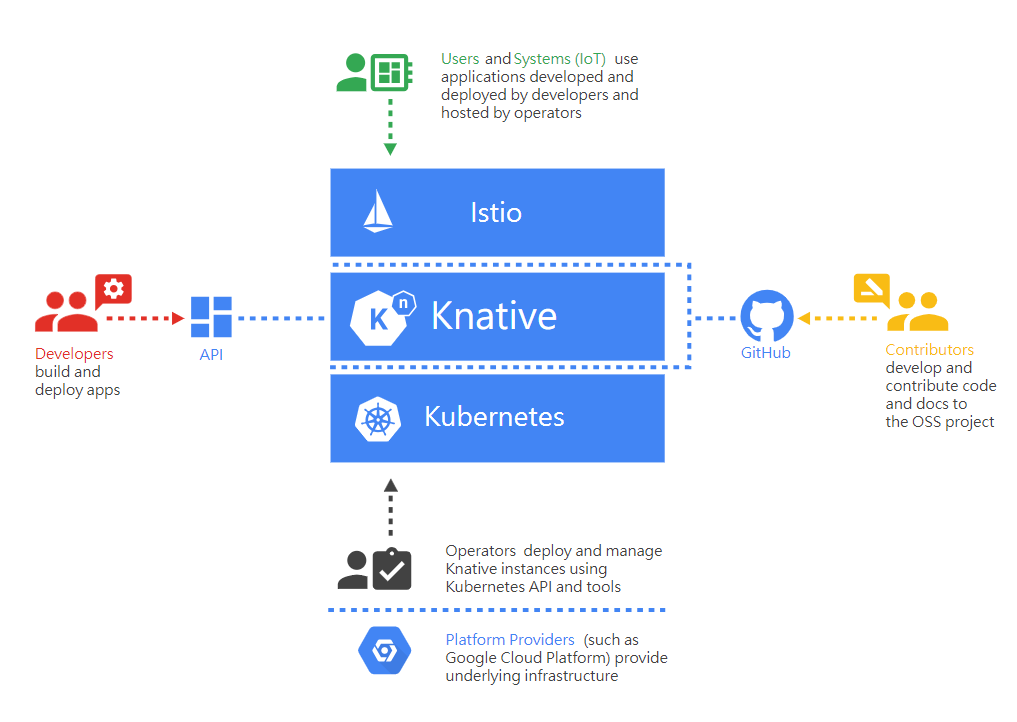 Users and Systems (IoT) use
applications developed and
deployed by developers and
hosted by operators
Istio
n
K
Knative
API
GitHub
Developers
build and
deploy apps
Contributors
develop and
contribute code
and docs to
the OSS project
Kubernetes
Operators deploy and manage
Knative instances using
Kubernetes API and tools
Platform Providers (such as
Google Cloud Platform) provide
underlying infrastructure